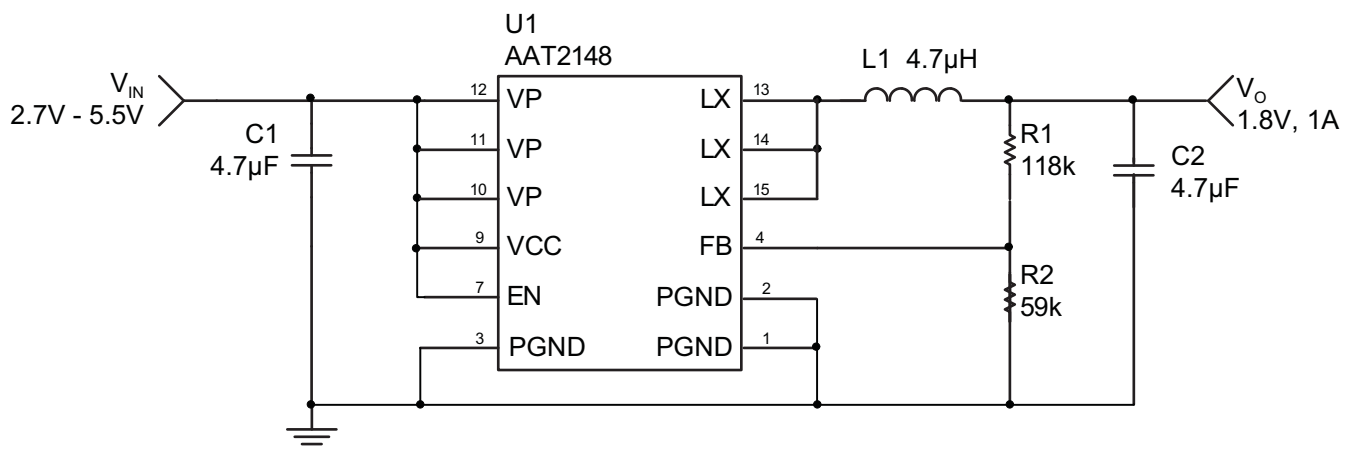 U1
AAT2148
V_IN
2.7V - 5.5V
C1
4.7µF
12 VP
11 VP
10 VP
9 VCC
7 EN
3 PGND
LX 13
LX 14
LX 15
FB 4
PGND 2
PGND 1
L1 4.7µH
R1
118k
R2
59k
C2
4.7µF
V_O
1.8V, 1A